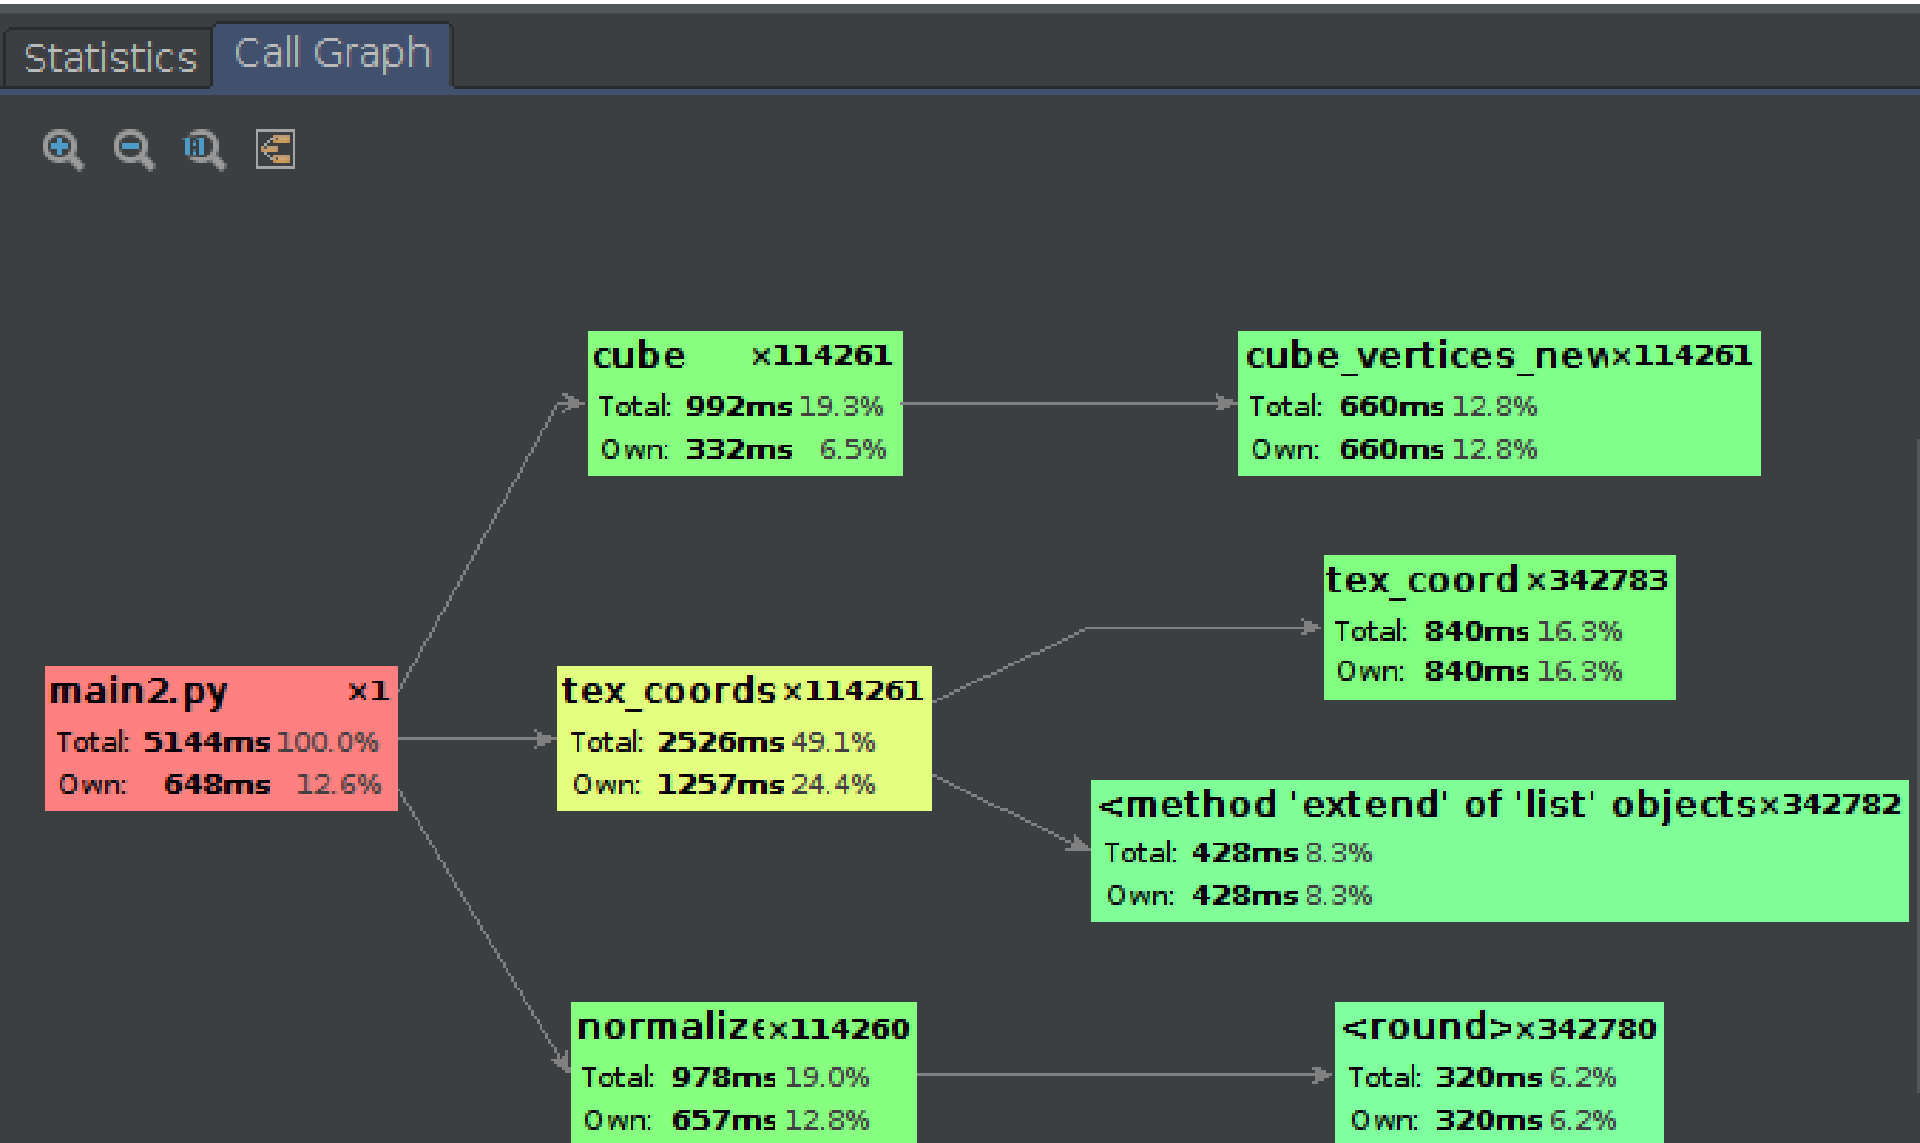 Statistics
Call Graph
cube ×114261
Total: 992ms 19.3%
Own: 332ms 6.5%
cube_vertices_new ×114261
Total: 660ms 12.8%
Own: 660ms 12.8%
tex_coord ×342783
Total: 840ms 16.3%
Own: 840ms 16.3%
main2.py ×1
Total: 5144ms 100.0%
Own: 648ms 12.6%
tex_coords ×114261
Total: 2526ms 49.1%
Own: 1257ms 24.4%
<method 'extend' of 'list' objects ×342782
Total: 428ms 8.3%
Own: 428ms 8.3%
normalize ×114260
Total: 978ms 19.0%
Own: 657ms 12.8%
<round> ×342780
Total: 320ms 6.2%
Own: 320ms 6.2%